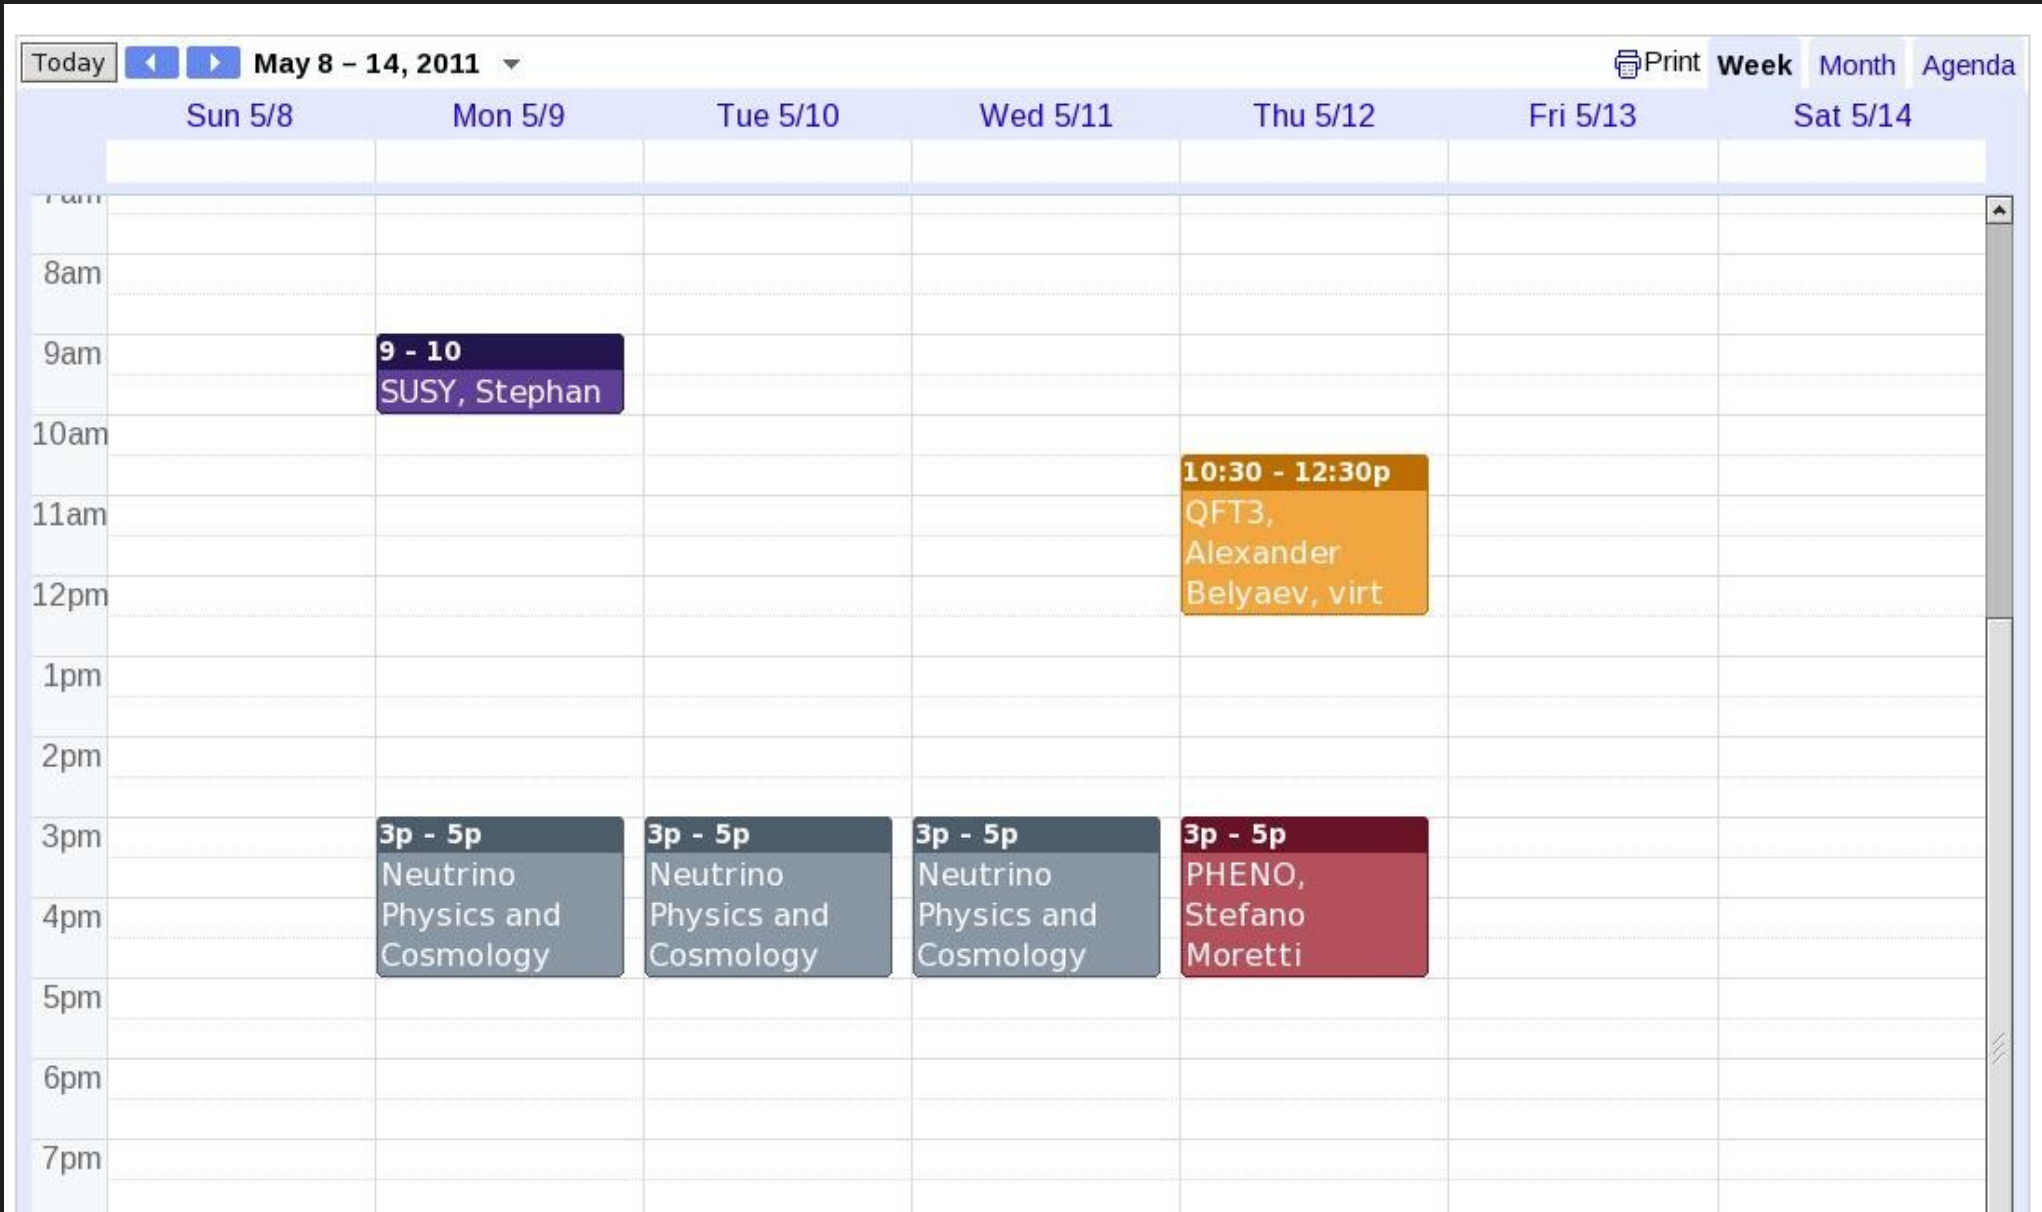 Today May 8 – 14, 2011 Print Week Month Agenda
Sun 5/8 Mon 5/9 Tue 5/10 Wed 5/11 Thu 5/12 Fri 5/13 Sat 5/14
7am
8am
9am
9 - 10
SUSY, Stephan
10am
10:30 - 12:30p
11am
QFT3,
Alexander
12pm
Belyaev, virt
1pm
2pm
3pm
3p - 5p
Neutrino
Physics and
Cosmology
3p - 5p
Neutrino
Physics and
Cosmology
3p - 5p
Neutrino
Physics and
Cosmology
3p - 5p
PHENO,
Stefano
Moretti
4pm
5pm
6pm
7pm